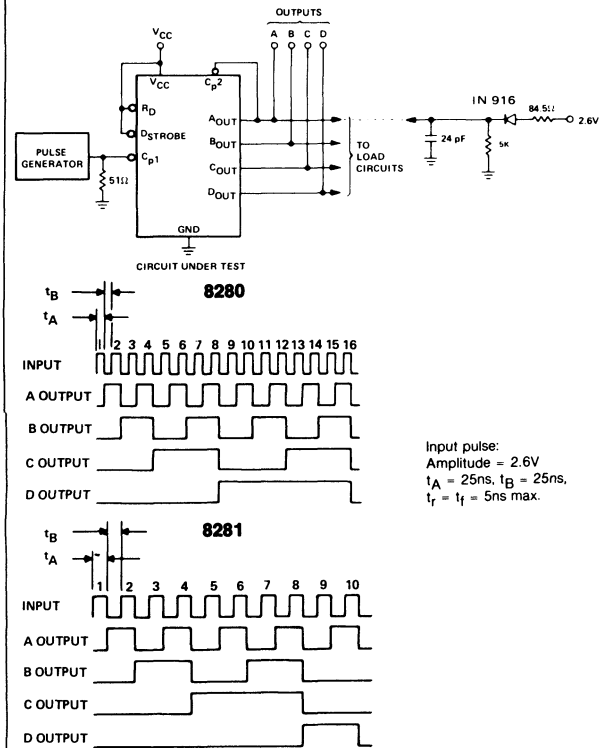 OUTPUTS
A B C D
VCC
VCC
Cp2
RD
DSTROBE
Cp1
AOUT
BOUT
COUT
DOUT
GND
PULSE
GENERATOR
51Ω
TO
LOAD
CIRCUITS
24 pF
5K
IN 916
84.5Ω
2.6V
CIRCUIT UNDER TEST
8280
tB
tA
1 2 3 4 5 6 7 8 9 10 11 12 13 14 15 16
INPUT
A OUTPUT
B OUTPUT
C OUTPUT
D OUTPUT
Input pulse:
Amplitude = 2.6V
tA = 25ns, tB = 25ns,
tr = tf = 5ns max.
8281
tB
tA
1 2 3 4 5 6 7 8 9 10
INPUT
A OUTPUT
B OUTPUT
C OUTPUT
D OUTPUT